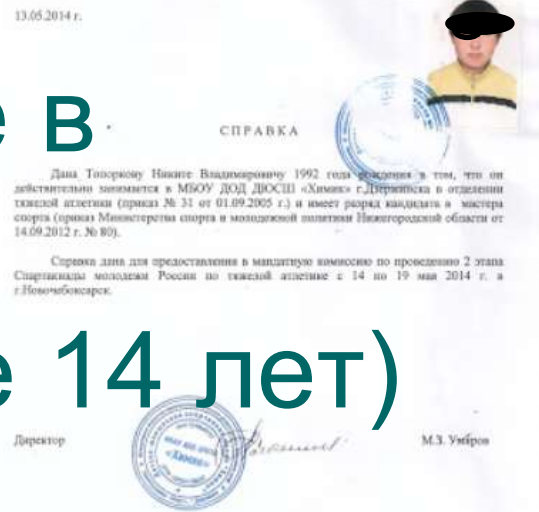 13.05.2014 г.
е в
СПРАВКА
Дана Топоркову Никите Владимировичу 1992 года рождения в том, что он
действительно занимается в МБОУ ДОД ДЮСШ «Химик» г.Дзержинска в отделении
тяжелой атлетики (приказ № 31 от 01.09.2005 г.) и имеет разряд кандидата в мастера
спорта (приказ Министерства спорта и молодежной политики Нижегородской области от
14.09.2012 г. № 80).
Справка дана для предоставления в мандатную комиссию по проведению 2 этапа
Спартакиады молодежи России по тяжелой атлетике с 14 по 19 мая 2014 г. в
г.Новочебоксарск.
е 14 лет)
Директор
«Химик»
М.З. Умяров